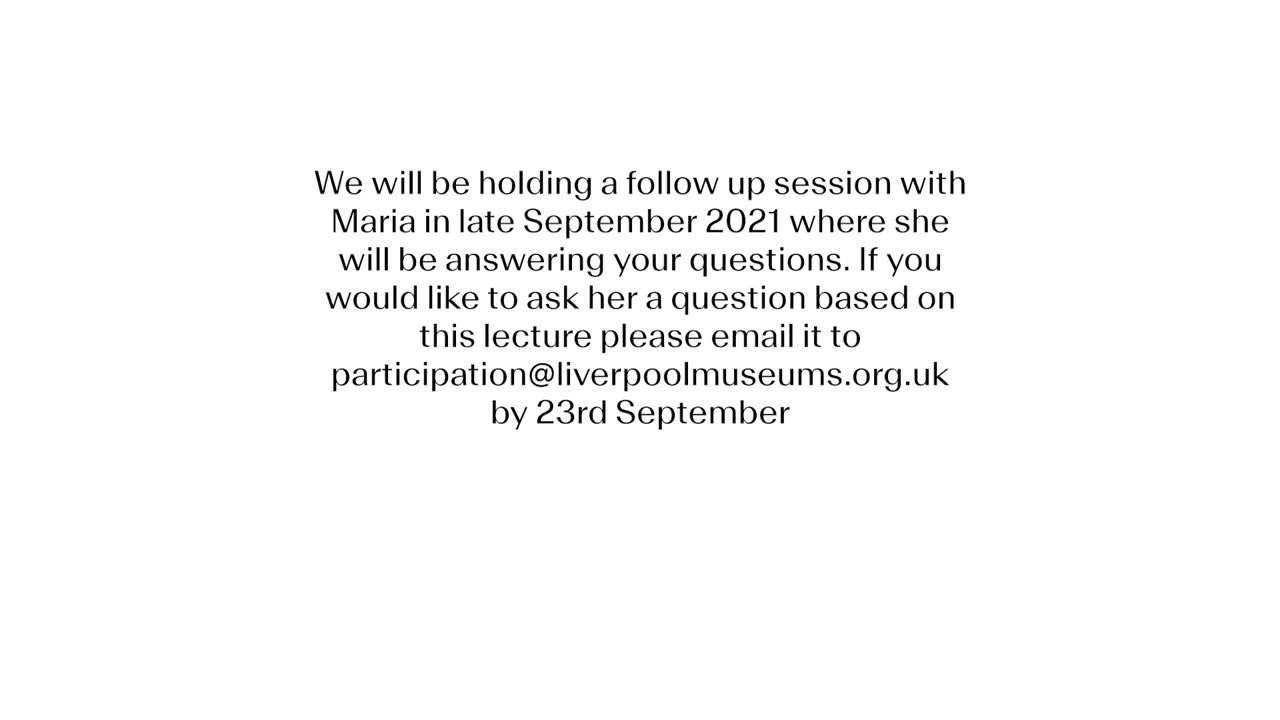 We will be holding a follow up session with
Maria in late September 2021 where she
will be answering your questions. If you
would like to ask her a question based on
this lecture please email it to
participation@liverpoolmuseums.org.uk
by 23rd September